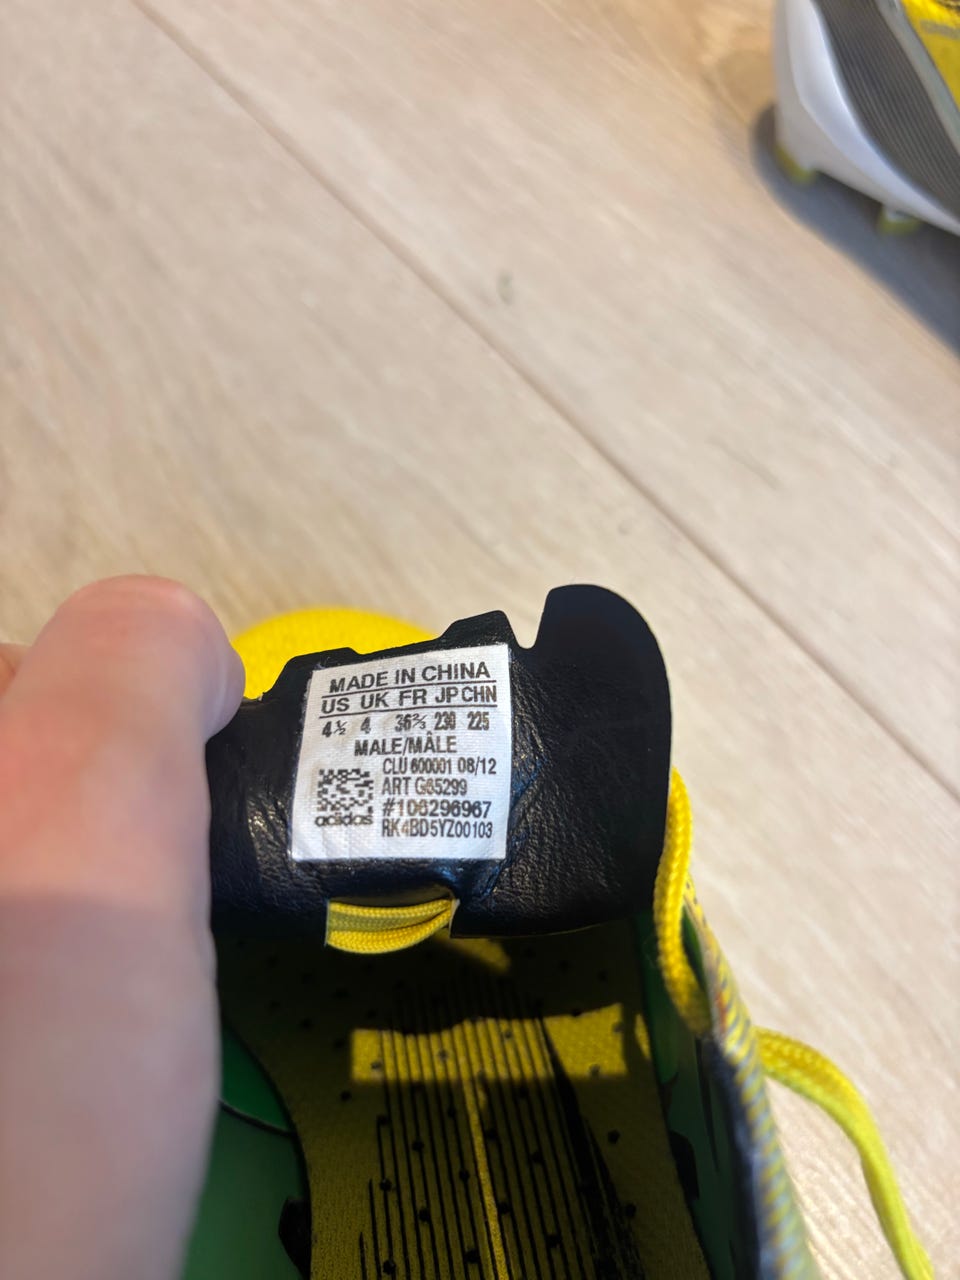 MADE IN CHINA
US UK FR JP CHN
4½ 4 36⅔ 230 225
MALE/MÂLE
CLU 600001 08/12
ART G65299
#106296967
adidas RK4BD5YZ00103